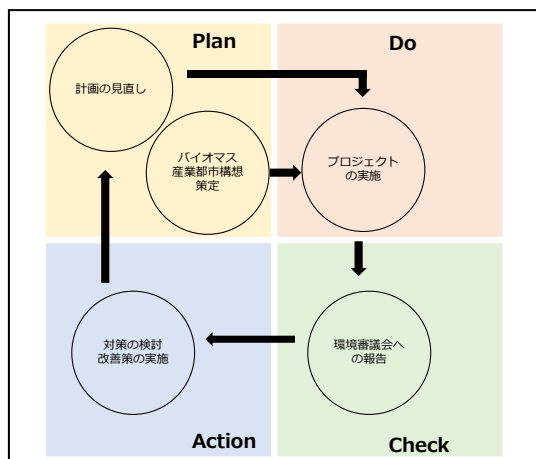 Plan
Do
計画の見直し
バイオマス
産業都市構想
策定
プロジェクト
の実施
対策の検討
改善策の実施
環境審議会へ
の報告
Action
Check